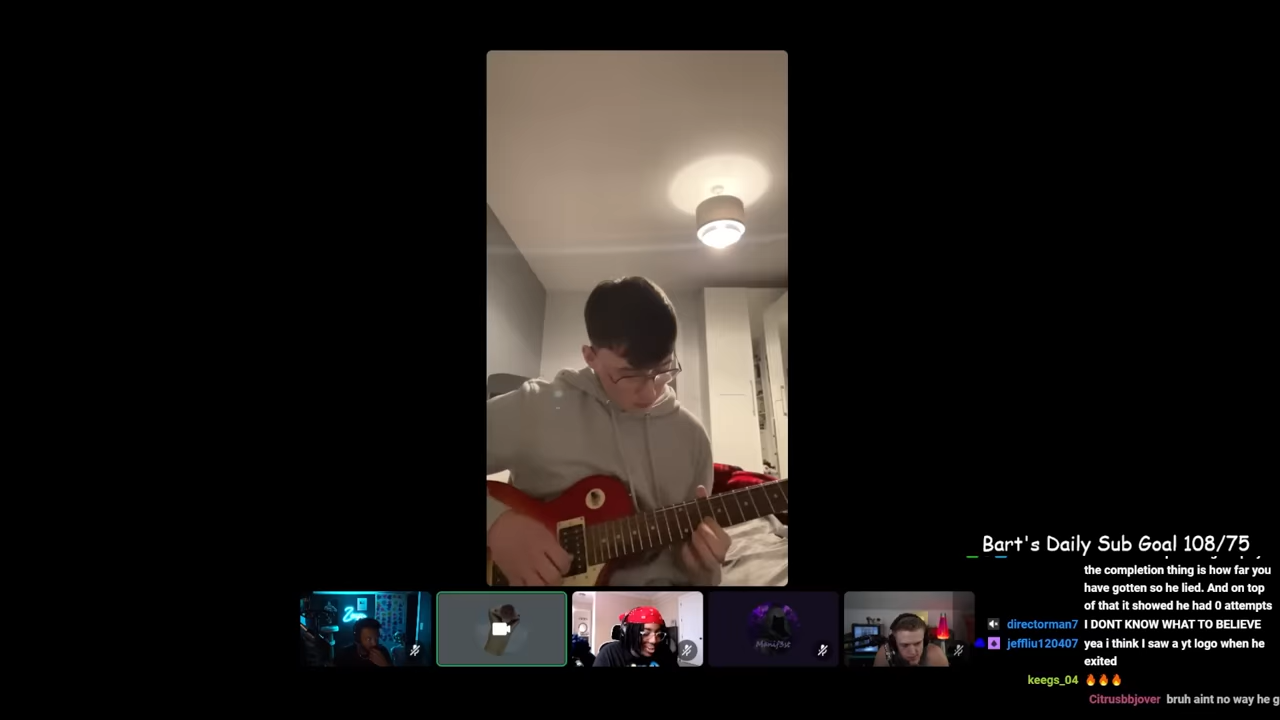 Bart's Daily Sub Goal 108/75
the completion thing is how far you
have gotten so he lied. And on top
of that it showed he had 0 attempts
directorman7 I DONT KNOW WHAT TO BELIEVE
jeffliu120407 yea i think I saw a yt logo when he
exited
keegs_04 🔥🔥🔥
Citrusbbjover bruh aint no way he g
Manif3st